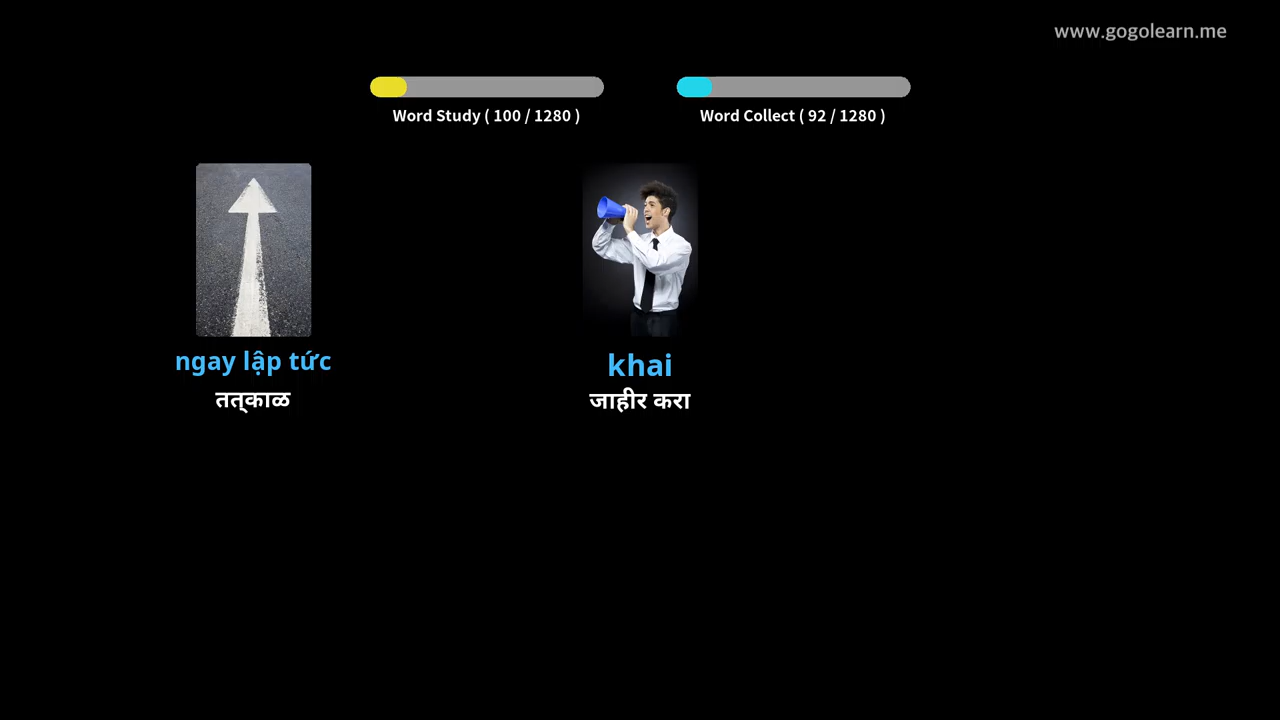 www.gogolearn.me
Word Study ( 100 / 1280 )
Word Collect ( 92 / 1280 )
ngay lập tức
khai
तत्काळ
जाहीर करा